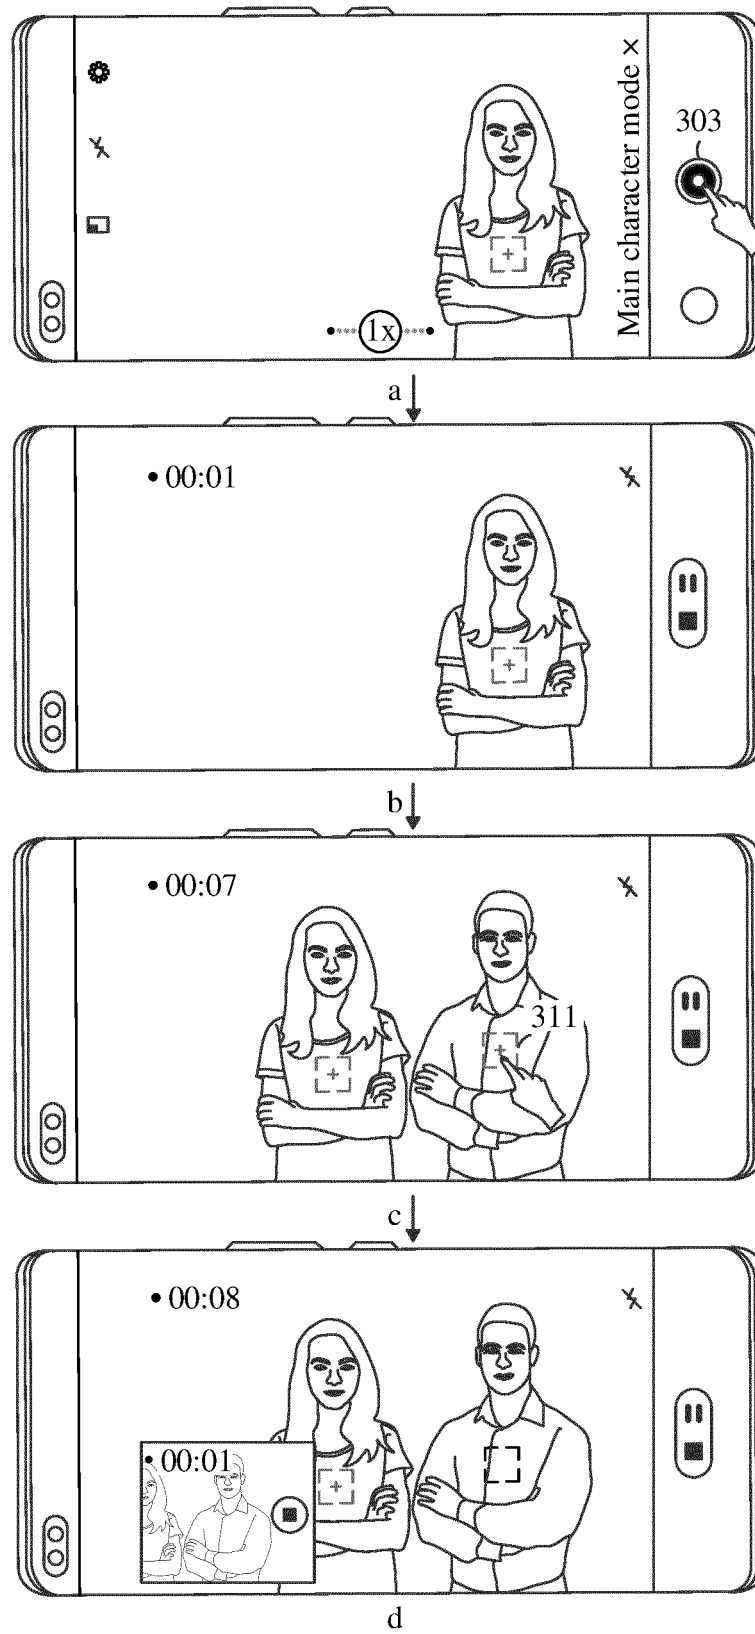 Main character mode ×
303
1x
a
• 00:01
b
• 00:07
311
c
• 00:08
• 00:01
d